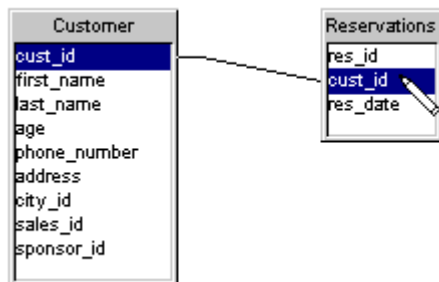 Customer
cust_id
first_name
last_name
age
phone_number
address
city_id
sales_id
sponsor_id
Reservations
res_id
cust_id
res_date